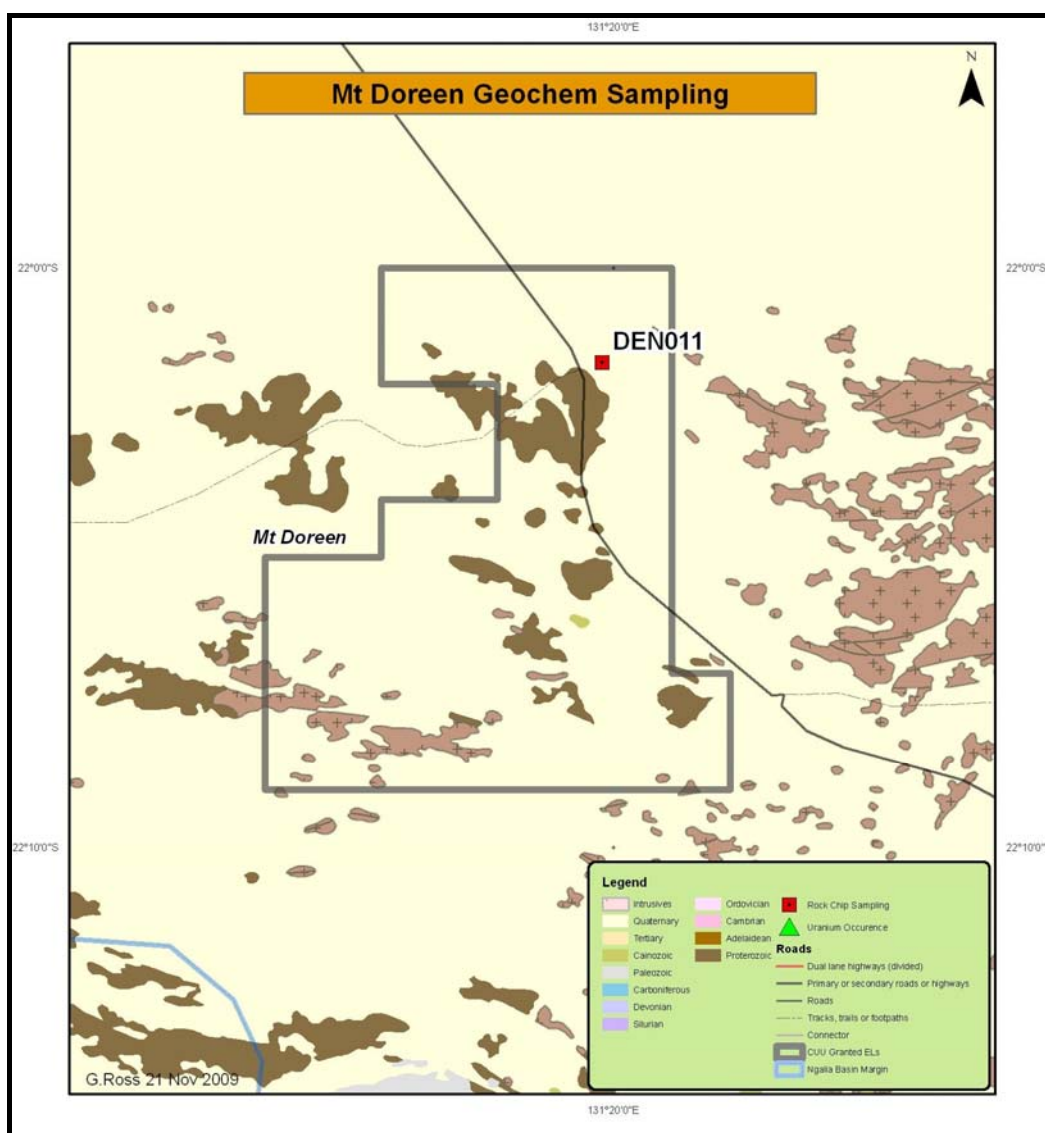 131°20'0"E
N
Mt Doreen Geochem Sampling
22°0'0"S
22°0'0"S
DEN011
Mt Doreen
22°10'0"S
22°10'0"S
Legend
Intrusives
Quaternary
Tertiary
Cainozoic
Paleozoic
Carboniferous
Devonian
Silurian
Ordovician
Cambrian
Adelaidean
Proterozoic
Rock Chip Sampling
Uranium Occurence
Roads
Dual lane highways (divided)
Primary or secondary roads or highways
Roads
Tracks, trails or footpaths
Connector
CUU Granted ELs
Ngalia Basin Margin
G.Ross 21 Nov 2009
131°20'0"E